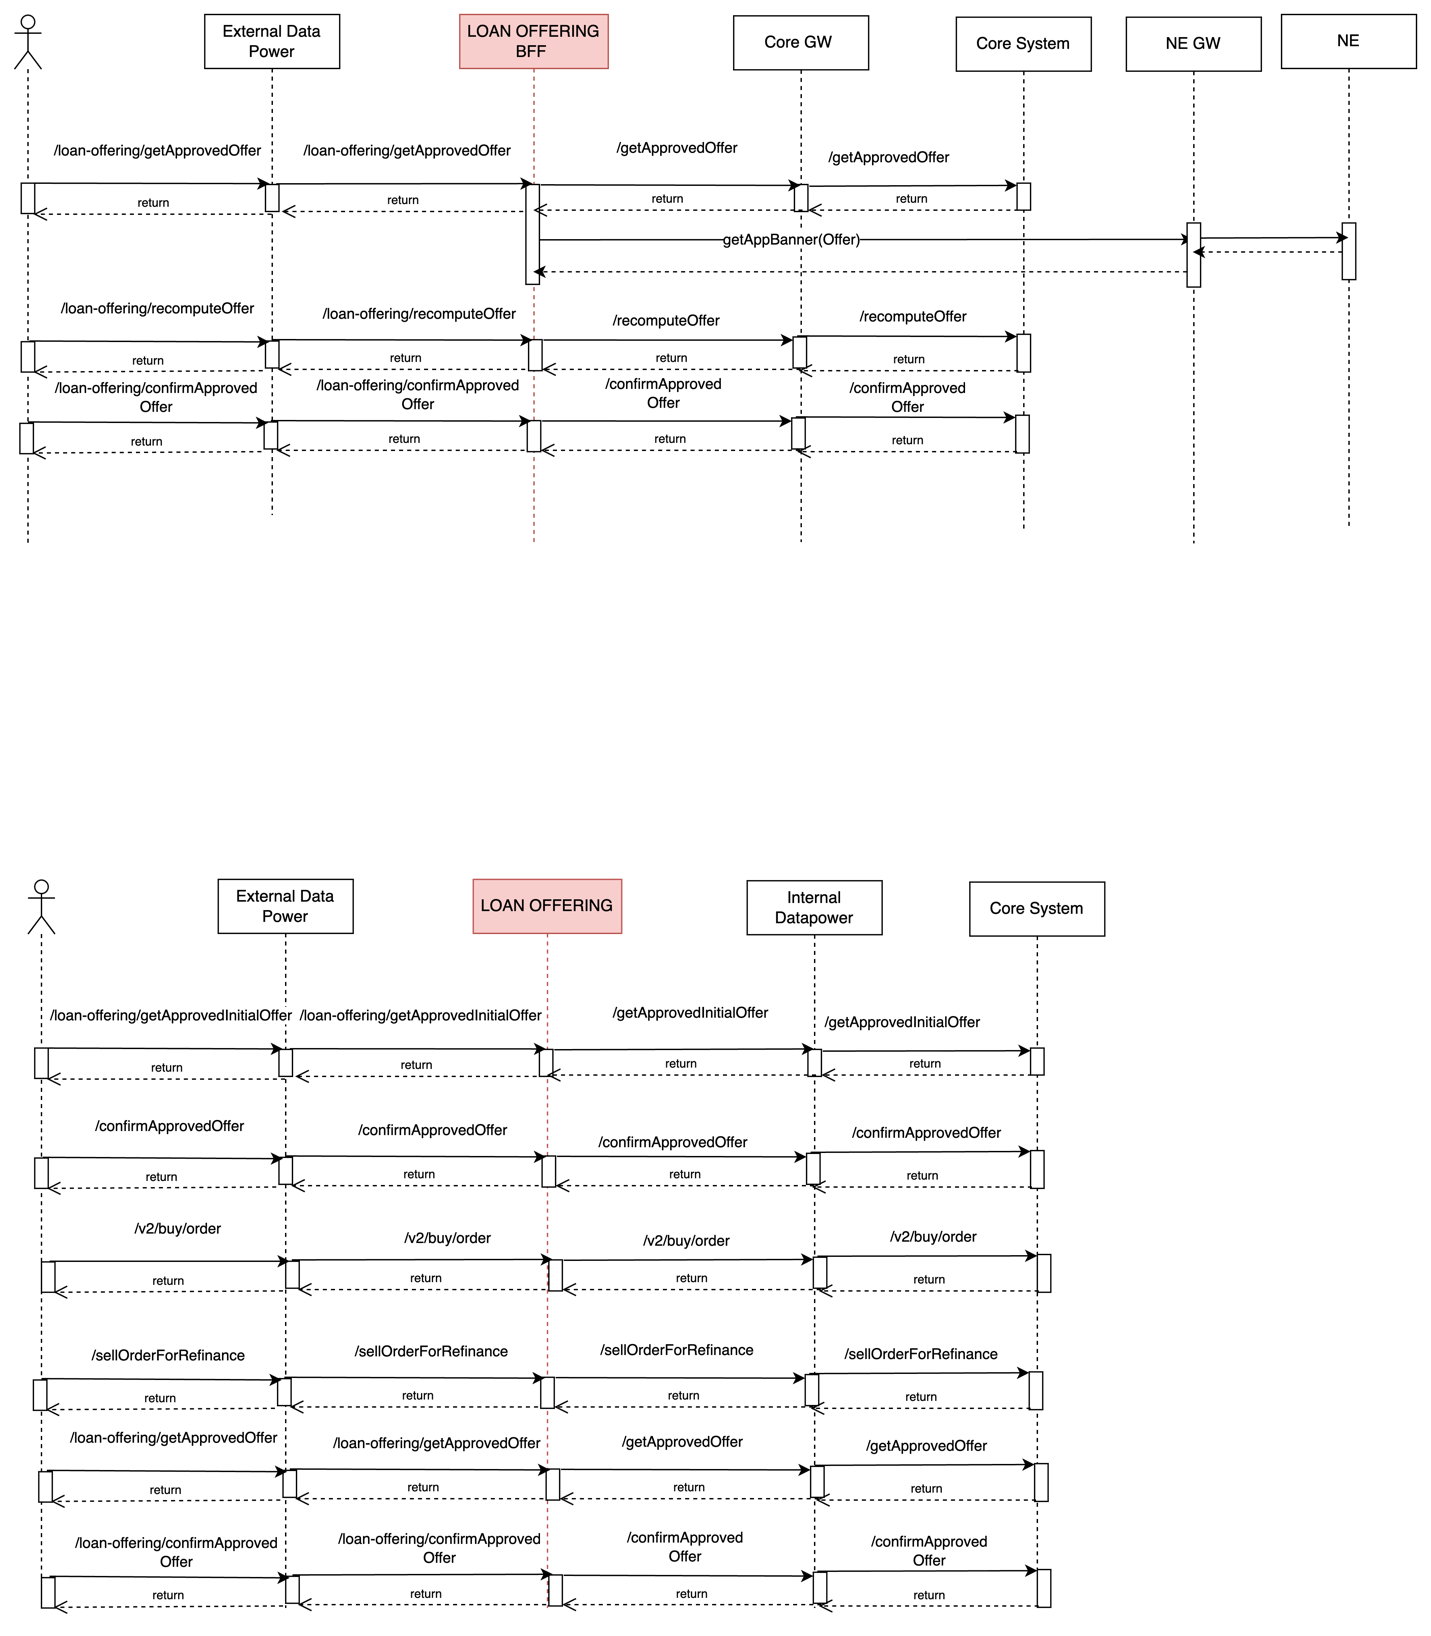 External Data
Power
LOAN OFFERING
BFF
Core GW
Core System
NE GW
NE
/loan-offering/getApprovedOffer
/loan-offering/getApprovedOffer
/getApprovedOffer
/getApprovedOffer
return
return
return
return
getAppBanner(Offer)
/loan-offering/recomputeOffer
/loan-offering/recomputeOffer
/recomputeOffer
/recomputeOffer
return
return
return
return
/loan-offering/confirmApproved
Offer
/loan-offering/confirmApproved
Offer
/confirmApproved
Offer
/confirmApproved
Offer
return
return
return
return
External Data
Power
LOAN OFFERING
Internal
Datapower
Core System
/loan-offering/getApprovedInitialOffer
/loan-offering/getApprovedInitialOffer
/getApprovedInitialOffer
/getApprovedInitialOffer
return
return
return
return
/confirmApprovedOffer
/confirmApprovedOffer
/confirmApprovedOffer
/confirmApprovedOffer
return
return
return
return
/v2/buy/order
/v2/buy/order
/v2/buy/order
/v2/buy/order
return
return
return
return
/sellOrderForRefinance
/sellOrderForRefinance
/sellOrderForRefinance
/sellOrderForRefinance
return
return
return
return
/loan-offering/getApprovedOffer
/loan-offering/getApprovedOffer
/getApprovedOffer
/getApprovedOffer
return
return
return
return
/loan-offering/confirmApproved
Offer
/loan-offering/confirmApproved
Offer
/confirmApproved
Offer
/confirmApproved
Offer
return
return
return
return